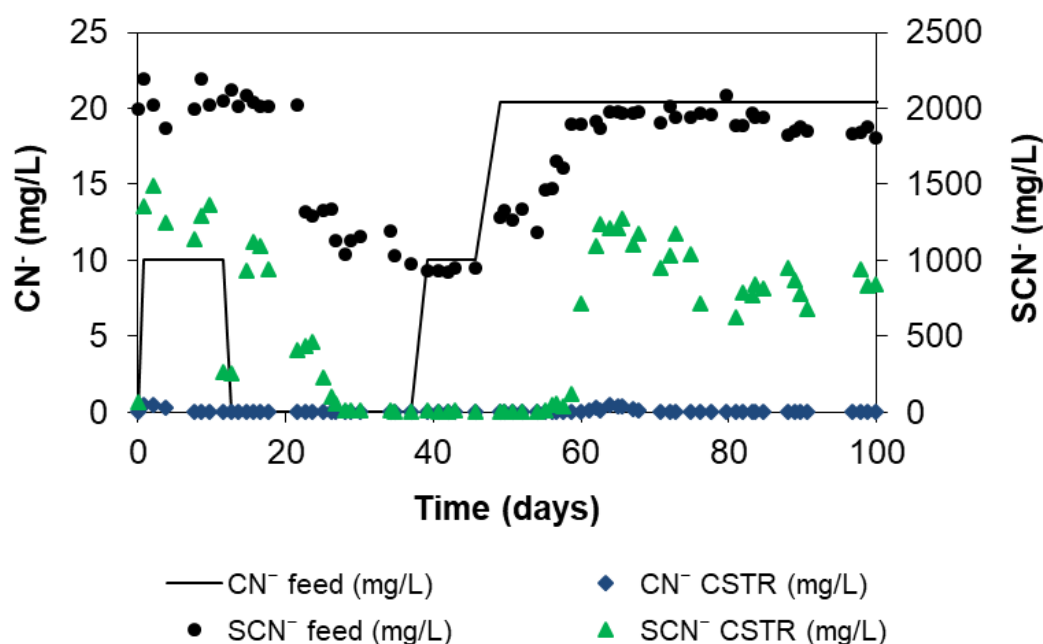 25 2500
20 2000
15 1500
10 1000
5 500
0 0
0 20 40 60 80 100
CN⁻ (mg/L)
SCN⁻ (mg/L)
Time (days)
CN⁻ feed (mg/L) CN⁻ CSTR (mg/L)
SCN⁻ feed (mg/L) SCN⁻ CSTR (mg/L)